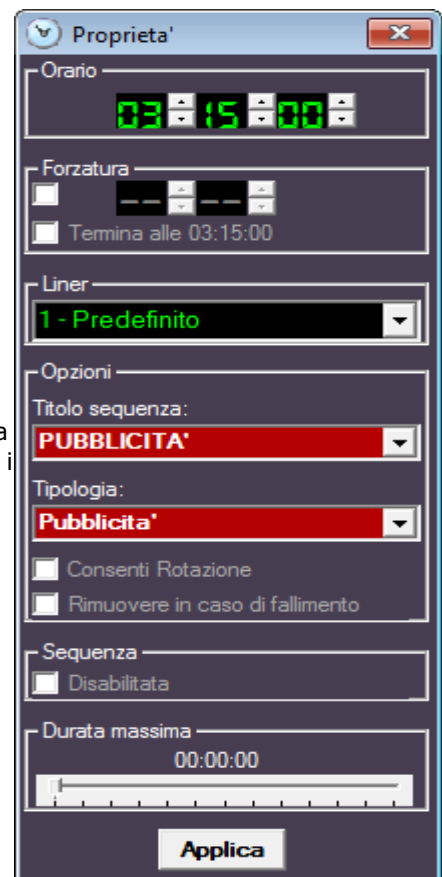 Proprieta'
Orario
03 15 00
Forzatura
-- --
Termina alle 03:15:00
Liner
1 - Predefinito
Opzioni
Titolo sequenza:
a
PUBBLICITA'
i
Tipologia:
Pubblicita'
Consenti Rotazione
Rimuovere in caso di fallimento
Sequenza
Disabilitata
Durata massima
00:00:00
Applica